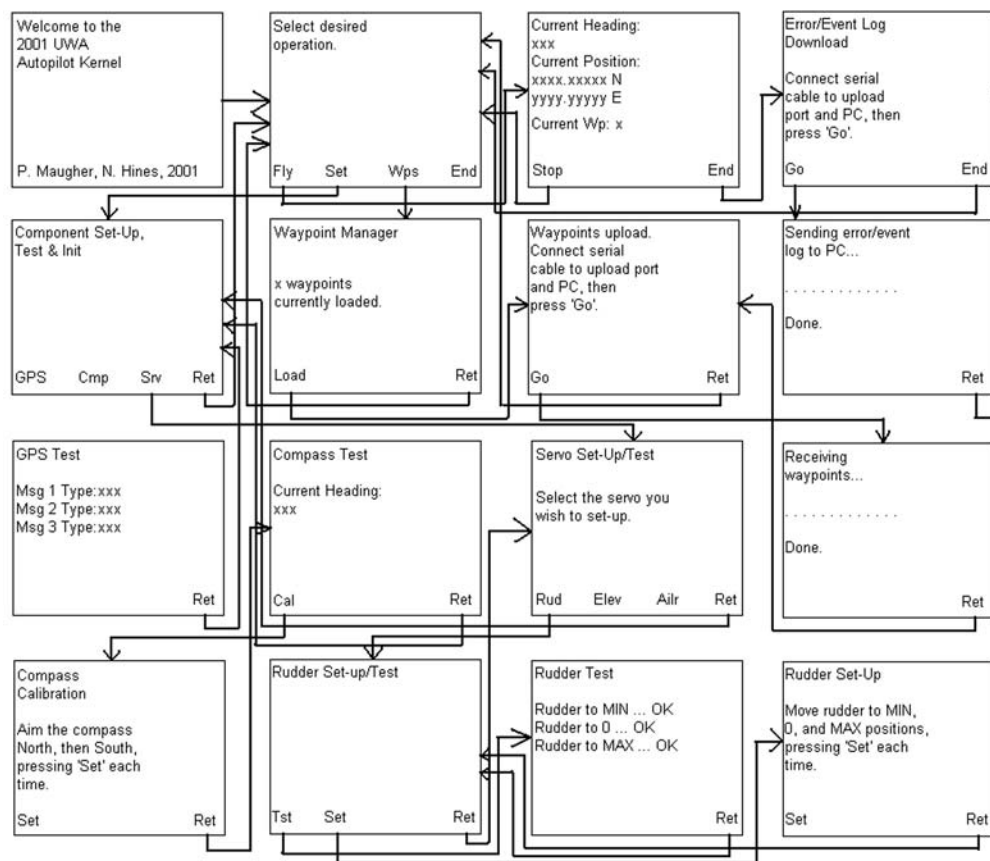 Welcome to the
2001 UWA
Autopilot Kernel
P. Maugher, N. Hines, 2001
Select desired
operation.
Fly Set Wps End
Current Heading:
xxx
Current Position:
xxxx.xxxxx N
yyyy.yyyyy E
Current Wp: x
Stop End
Error/Event Log
Download
Connect serial
cable to upload
port and PC, then
press 'Go'.
Go End
Component Set-Up,
Test & Init
GPS Cmp Srv Ret
Waypoint Manager
x waypoints
currently loaded.
Load Ret
Waypoints upload.
Connect serial
cable to upload port
and PC, then
press 'Go'.
Go Ret
Sending error/event
log to PC...
. . . . . . . . . . . . .
Done.
Ret
GPS Test
Msg 1 Type:xxx
Msg 2 Type:xxx
Msg 3 Type:xxx
Ret
Compass Test
Current Heading:
xxx
Cal Ret
Servo Set-Up/Test
Select the servo you
wish to set-up.
Rud Elev Ailr Ret
Receiving
waypoints...
. . . . . . . . . . . . .
Done.
Ret
Compass
Calibration
Aim the compass
North, then South,
pressing 'Set' each
time.
Set Ret
Rudder Set-up/Test
Tst Set Ret
Rudder Test
Rudder to MIN ... OK
Rudder to 0 ... OK
Rudder to MAX ... OK
Ret
Rudder Set-Up
Move rudder to MIN,
0, and MAX positions,
pressing 'Set' each
time.
Set Ret